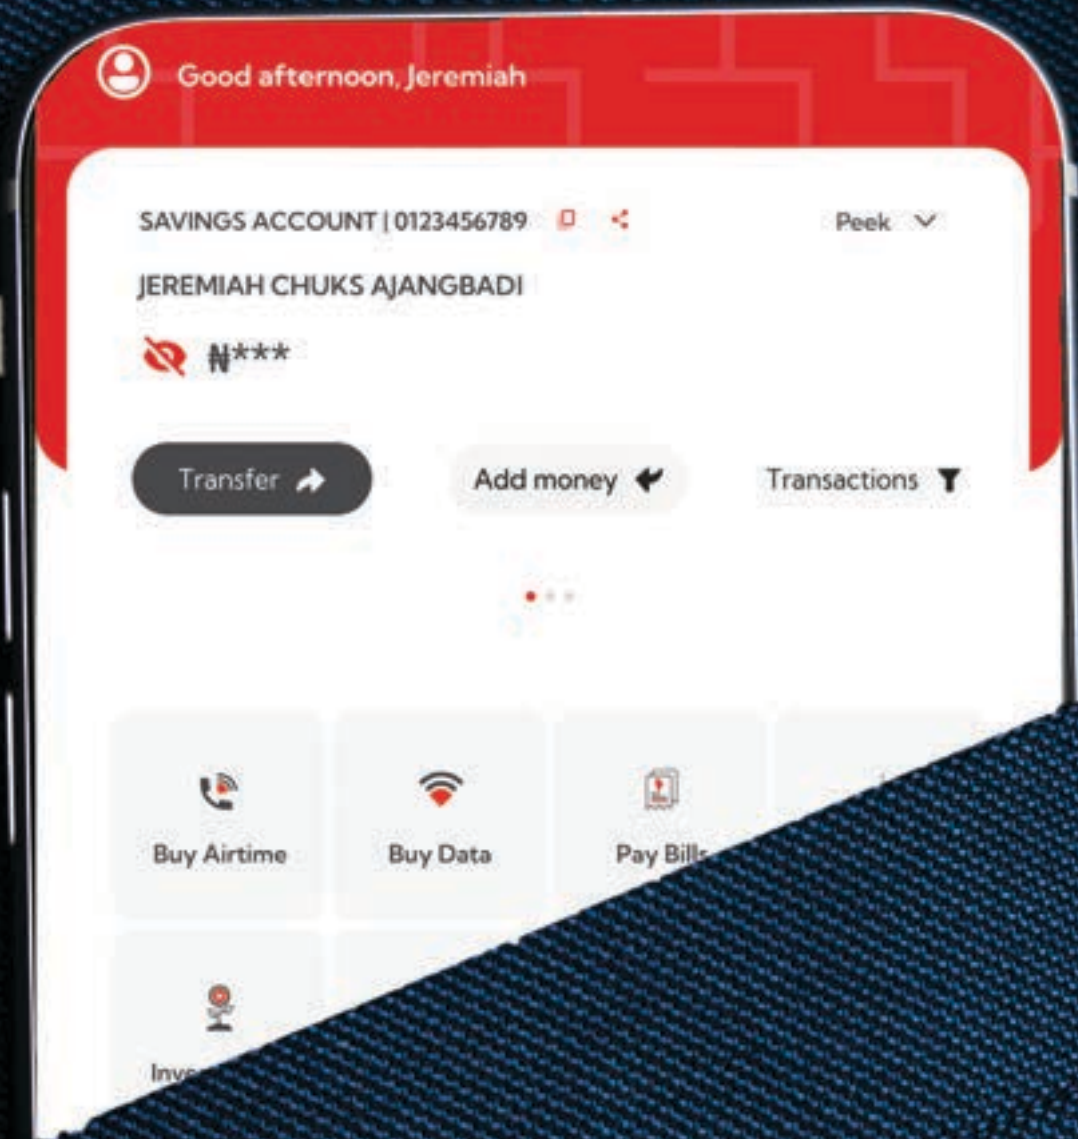 Good afternoon, Jeremiah
SAVINGS ACCOUNT | 0123456789
Peek
JEREMIAH CHUKS AJANGBADI
₦***
Transfer
Add money
Transactions
Buy Airtime
Buy Data
Pay Bills